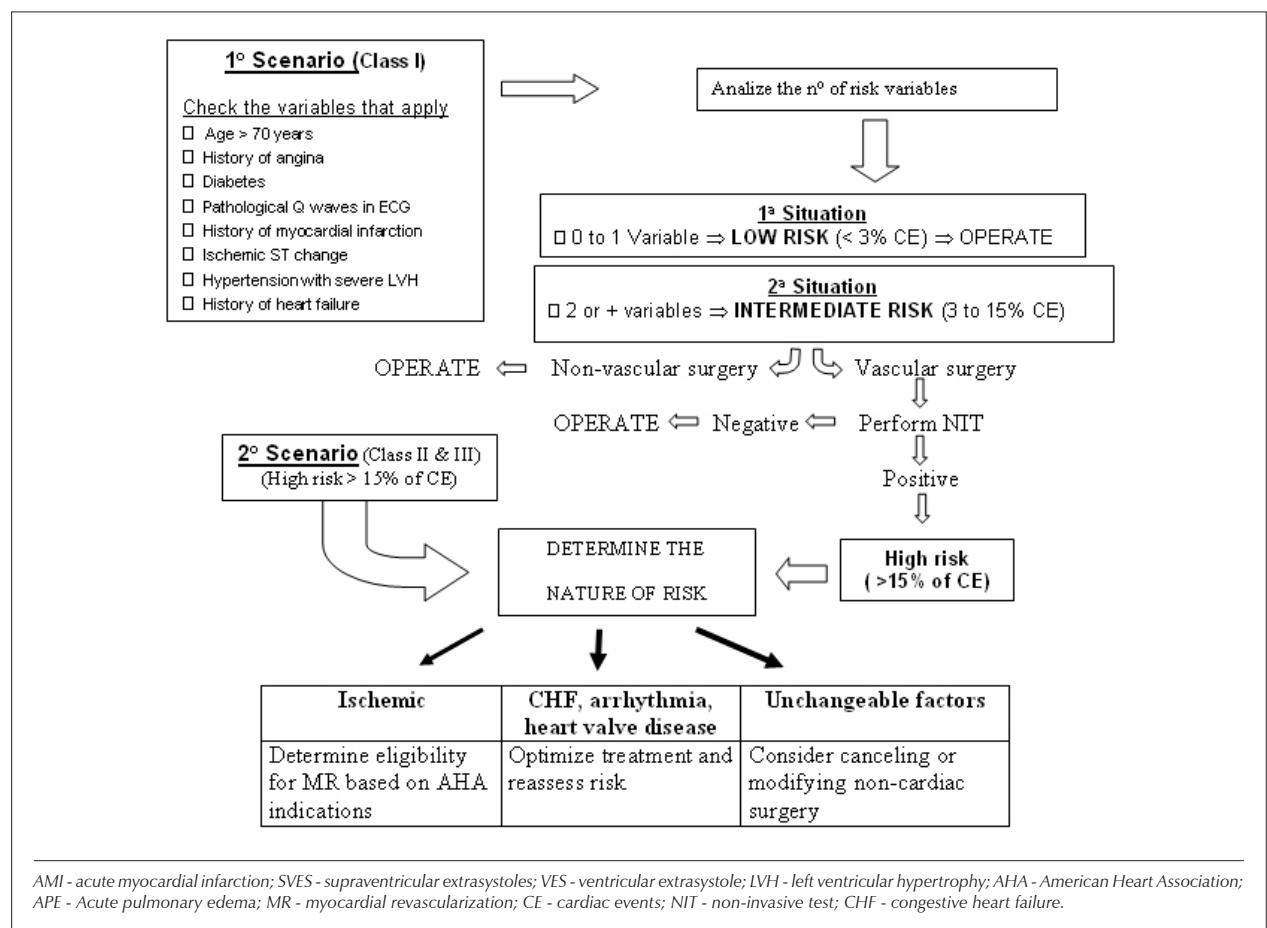 1º Scenario (Class I)
Check the variables that apply
☐ Age > 70 years
☐ History of angina
☐ Diabetes
☐ Pathological Q waves in ECG
☐ History of myocardial infarction
☐ Ischemic ST change
☐ Hypertension with severe LVH
☐ History of heart failure
Analize the nº of risk variables
1ª Situation
☐ 0 to 1 Variable ⇒ LOW RISK (< 3% CE) ⇒ OPERATE
2ª Situation
☐ 2 or + variables ⇒ INTERMEDIATE RISK (3 to 15% CE)
OPERATE Non-vascular surgery Vascular surgery
OPERATE Negative Perform NIT
2º Scenario (Class II & III)
(High risk > 15% of CE)
Positive
High risk
( >15% of CE)
DETERMINE THE
NATURE OF RISK
Ischemic
Determine eligibility
for MR based on AHA
indications
CHF, arrhythmia,
heart valve disease
Optimize treatment and
reassess risk
Unchangeable factors
Consider canceling or
modifying non-cardiac
surgery
AMI - acute myocardial infarction; SVES - supraventricular extrasystoles; VES - ventricular extrasystole; LVH - left ventricular hypertrophy; AHA - American Heart Association;
APE - Acute pulmonary edema; MR - myocardial revascularization; CE - cardiac events; NIT - non-invasive test; CHF - congestive heart failure.